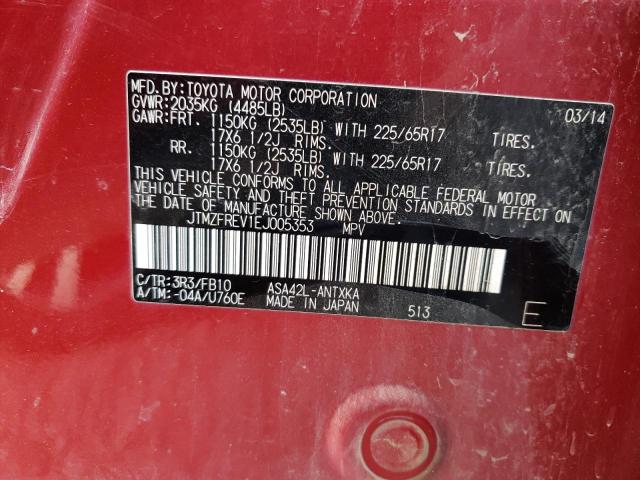 MFD.BY:TOYOTA MOTOR CORPORATION 03/14
GVWR:2035KG (4485LB)
GAWR:FRT. 1150KG (2535LB) WITH 225/65R17 TIRES.
17X6 1/2J RIMS.
RR. 1150KG (2535LB) WITH 225/65R17 TIRES.
17X6 1/2J RIMS.
THIS VEHICLE CONFORMS TO ALL APPLICABLE FEDERAL MOTOR
VEHICLE SAFETY AND THEFT PREVENTION STANDARDS IN EFFECT ON
THE DATE OF MANUFACTURE SHOWN ABOVE.
JTMZFREV1EJ005353 MPV
C/TR:3R3/FB10 ASA42L-ANTXKA
A/TM:-04A/U760E MADE IN JAPAN 513 E